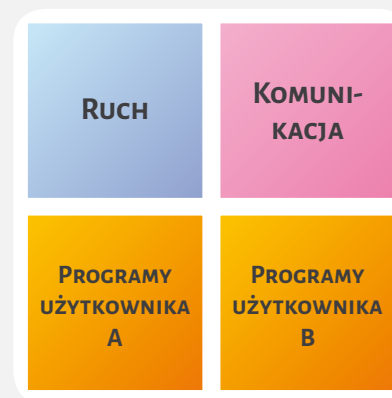 Ruch
Komuni-
kacja
Programy
użytkownika
A
Programy
użytkownika
B